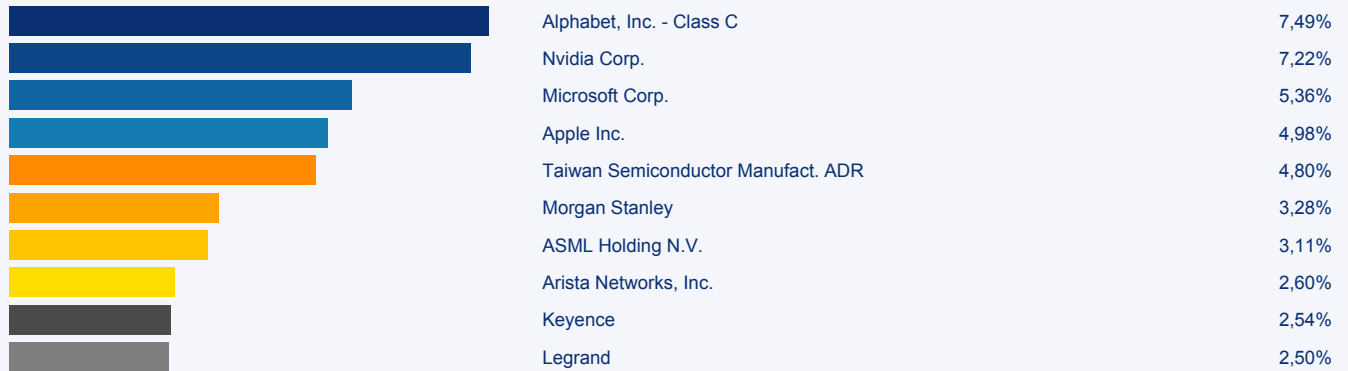 Alphabet, Inc. - Class C 7,49%
Nvidia Corp. 7,22%
Microsoft Corp. 5,36%
Apple Inc. 4,98%
Taiwan Semiconductor Manufact. ADR 4,80%
Morgan Stanley 3,28%
ASML Holding N.V. 3,11%
Arista Networks, Inc. 2,60%
Keyence 2,54%
Legrand 2,50%